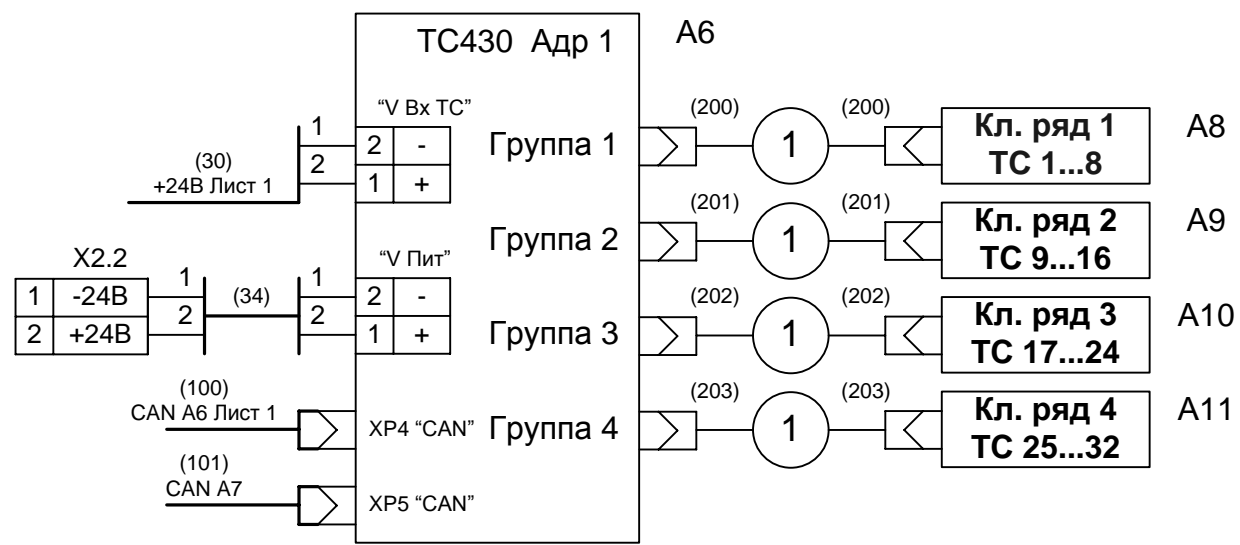 ТС430 Адр 1
А6
“V Вх ТС”
1
2
2 -
1 +
(30)
+24В Лист 1
Группа 1
(200)
1
(200)
Кл. ряд 1
ТС 1...8
А8
Группа 2
(201)
1
(201)
Кл. ряд 2
ТС 9...16
А9
Х2.2
1 -24В
2 +24В
1
2
(34)
1
2
“V Пит”
2 -
1 +
Группа 3
(202)
1
(202)
Кл. ряд 3
ТС 17...24
А10
(100)
CAN А6 Лист 1
ХР4 “CAN”
Группа 4
(203)
1
(203)
Кл. ряд 4
ТС 25...32
А11
(101)
CAN А7
ХР5 “CAN”